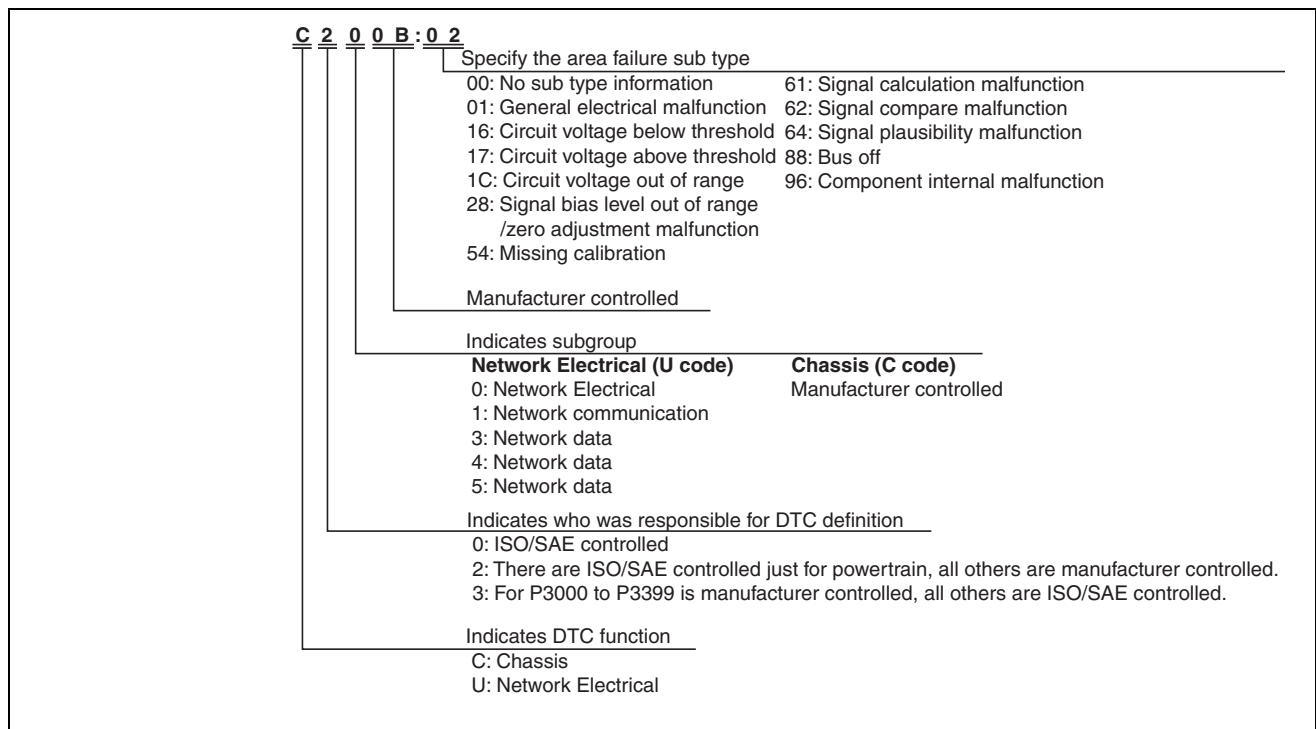 C 2 0 0 B : 0 2
Specify the area failure sub type
00: No sub type information
01: General electrical malfunction
16: Circuit voltage below threshold
17: Circuit voltage above threshold
1C: Circuit voltage out of range
28: Signal bias level out of range
/zero adjustment malfunction
54: Missing calibration
61: Signal calculation malfunction
62: Signal compare malfunction
64: Signal plausibility malfunction
88: Bus off
96: Component internal malfunction
Manufacturer controlled
Indicates subgroup
Network Electrical (U code)
0: Network Electrical
1: Network communication
3: Network data
4: Network data
5: Network data
Chassis (C code)
Manufacturer controlled
Indicates who was responsible for DTC definition
0: ISO/SAE controlled
2: There are ISO/SAE controlled just for powertrain, all others are manufacturer controlled.
3: For P3000 to P3399 is manufacturer controlled, all others are ISO/SAE controlled.
Indicates DTC function
C: Chassis
U: Network Electrical